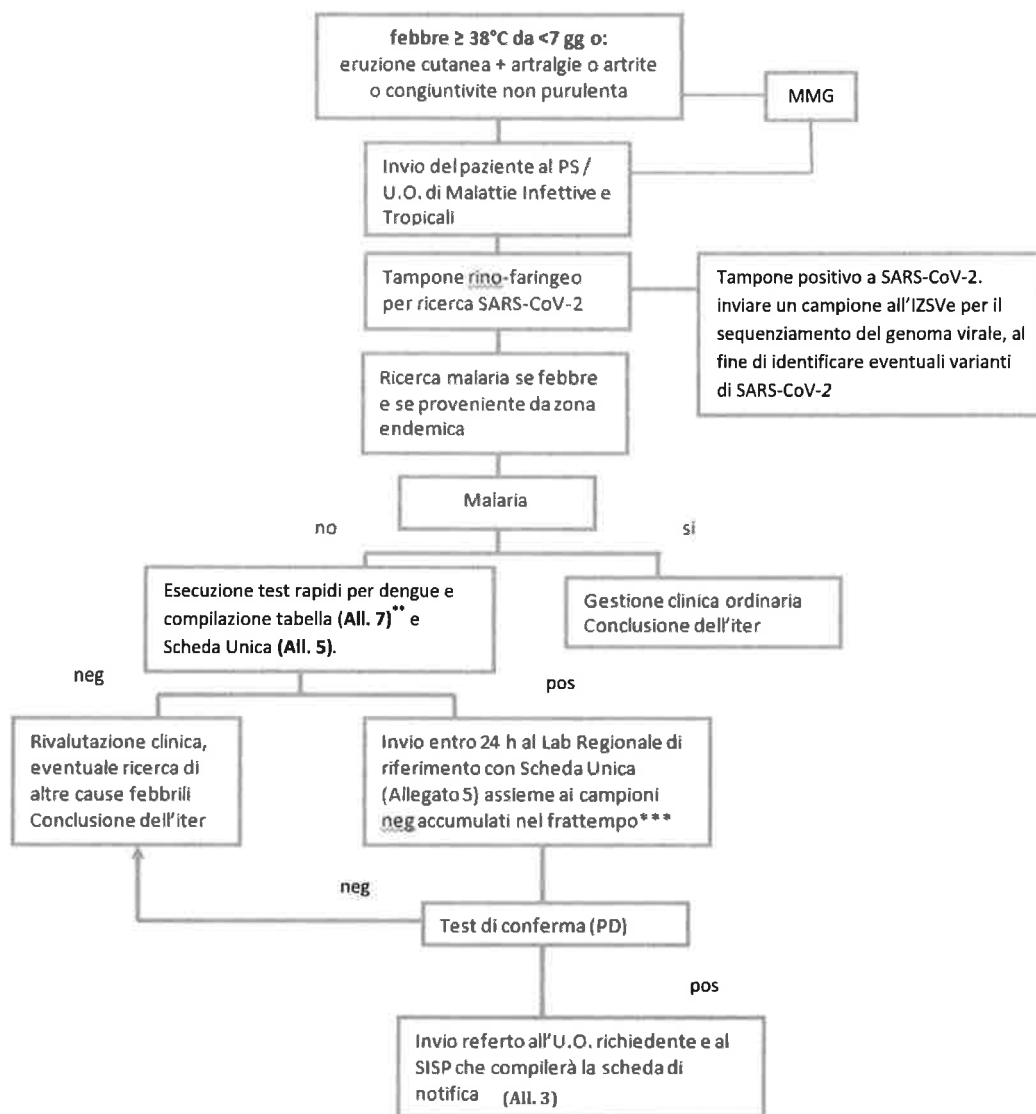 febbre ≥ 38°C da <7 gg o:
eruzione cutanea + artralgie o artrite
o congiuntivite non purulenta
MMG
Invio del paziente al PS /
U.O. di Malattie Infettive e
Tropicali
Tampone rino-faringeo
per ricerca SARS-CoV-2
Tampone positivo a SARS-CoV-2.
inviare un campione all'IZSVe per il
sequenziamento del genoma virale, al
fine di identificare eventuali varianti
di SARS-CoV-2
Ricerca malaria se febbre
e se proveniente da zona
endemica
Malaria
no
si
Esecuzione test rapidi per dengue e
compilazione tabella (All. 7)** e
Scheda Unica (All. 5).
Gestione clinica ordinaria
Conclusione dell'iter
neg
pos
Rivalutazione clinica,
eventuale ricerca di
altre cause febbrili
Conclusione dell'iter
Invio entro 24 h al Lab Regionale di
riferimento con Scheda Unica
(Allegato 5) assieme ai campioni
neg accumulati nel frattempo***
neg
Test di conferma (PD)
pos
Invio referto all'U.O. richiedente e al
SISP che compilerà la scheda di
notifica (All. 3)